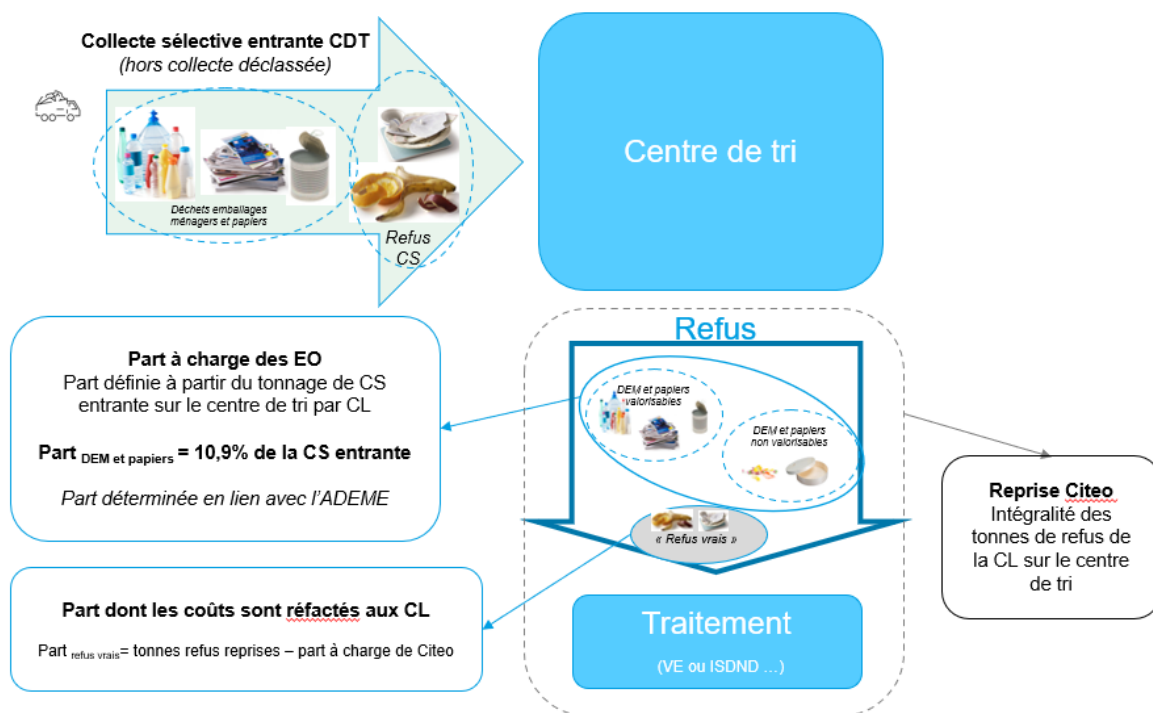 Collecte sélective entrante CDT
(hors collecte déclassée)
Déchets emballages
ménagers et papiers
Refus
CS
Centre de tri
Part à charge des EO
Part définie à partir du tonnage de CS
entrante sur le centre de tri par CL
Part DEM et papiers = 10,9% de la CS entrante
Part déterminée en lien avec l'ADEME
Refus
DEM et papiers
valorisables
DEM et papiers
non valorisables
« Refus vrais »
Reprise Citeo
Intégralité des
tonnes de refus de
la CL sur le centre
de tri
Part dont les coûts sont réfactés aux CL
Part refus vrais= tonnes refus reprises – part à charge de Citeo
Traitement
(VE ou ISDND ...)